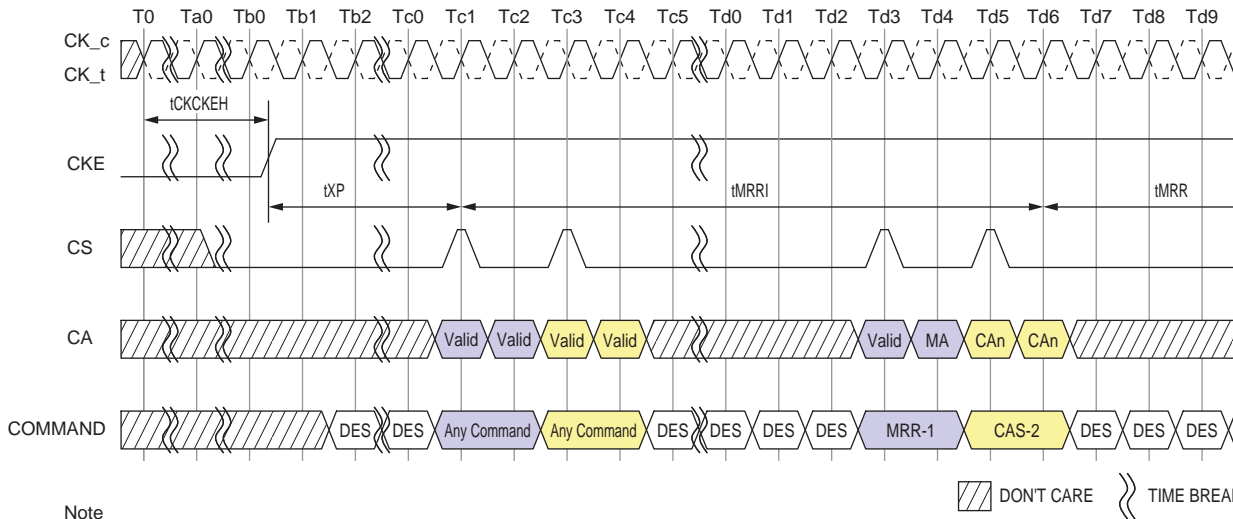 T0 Ta0 Tb0 Tb1 Tb2 Tc0 Tc1 Tc2 Tc3 Tc4 Tc5 Td0 Td1 Td2 Td3 Td4 Td5 Td6 Td7 Td8 Td9
CK_c
CK_t
tCKCKEH
CKE
tXP tMRRI tMRR
CS
CA Valid Valid Valid Valid Valid MA CAn CAn
COMMAND DES DES Any Command Any Command DES DES DES DES MRR-1 CAS-2 DES DES DES
DON'T CARE TIME BREA
Note